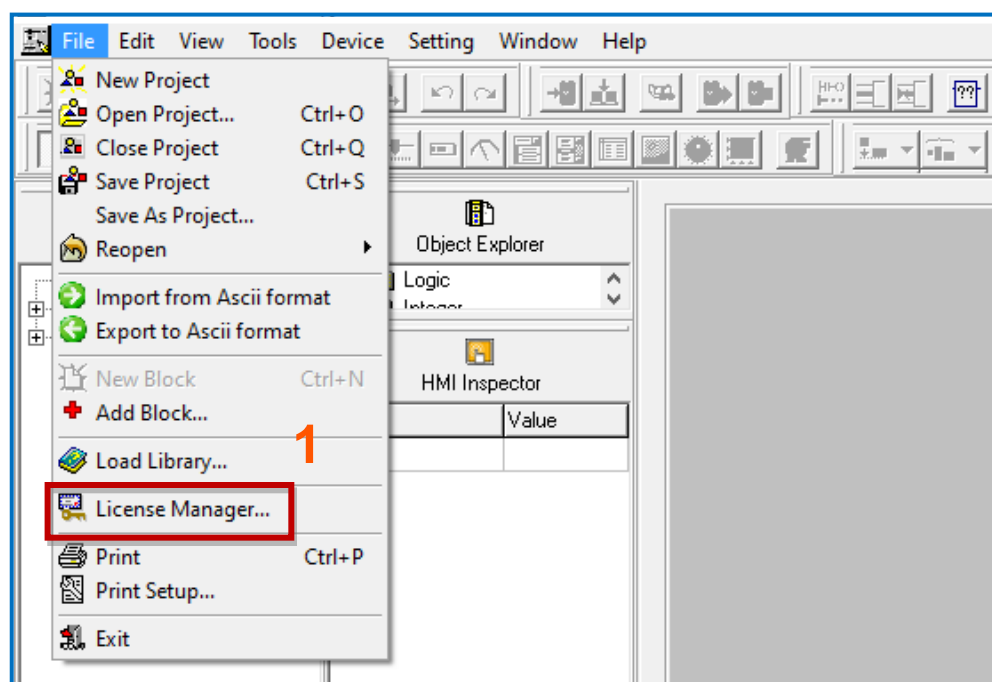 File Edit View Tools Device Setting Window Help
New Project
Open Project... Ctrl+O
Close Project Ctrl+Q
Save Project Ctrl+S
Save As Project...
Reopen
Import from Ascii format
Export to Ascii format
New Block Ctrl+N
Add Block...
1
Load Library...
License Manager...
Print Ctrl+P
Print Setup...
Exit
??
Object Explorer
Logic
Integer
HMI Inspector
Value